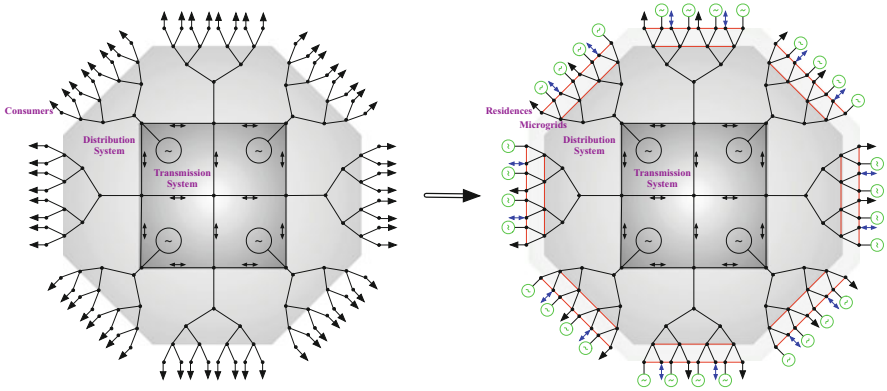 Consumers
Distribution
System
Transmission
System
Residences
Microgrids
Distribution
System
Transmission
System